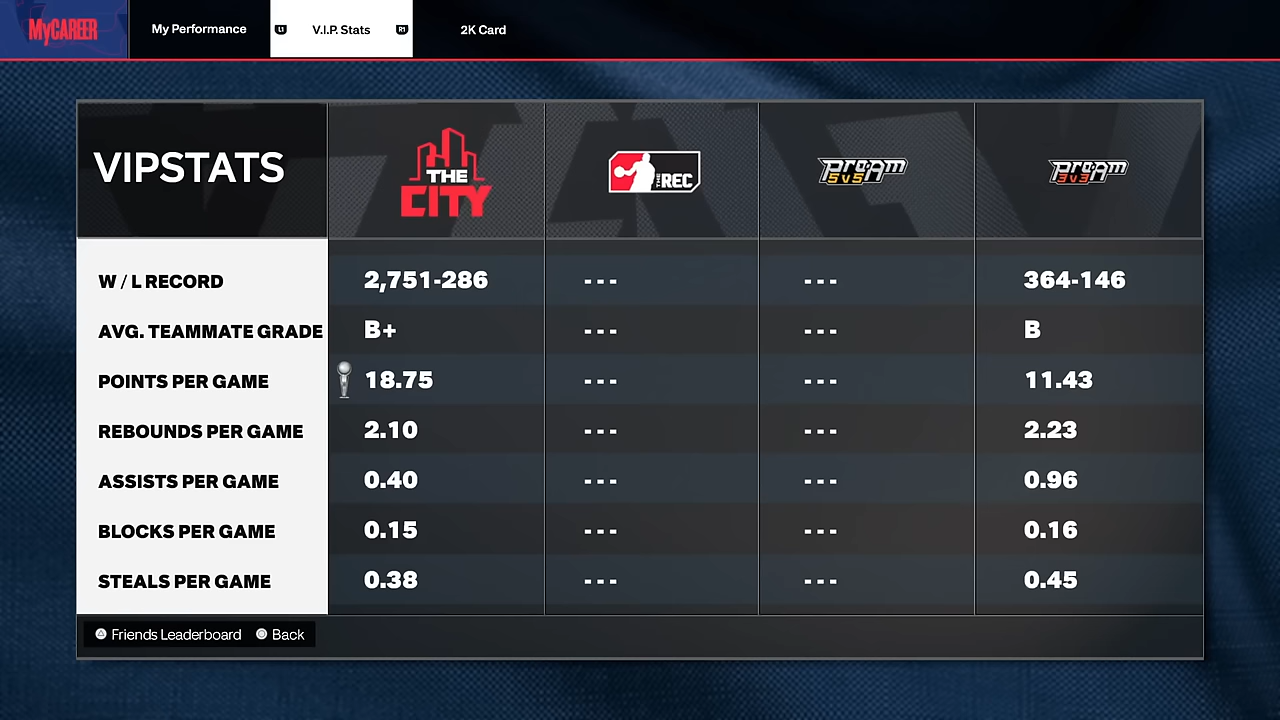 MyCAREER
My Performance
L1
V.I.P. Stats
R1
2K Card
VIPSTATS
THE CITY
THE REC
PRO AM 5V5
PRO AM 3V3
W / L RECORD 2,751-286 --- --- 364-146
AVG. TEAMMATE GRADE B+ --- --- B
POINTS PER GAME 18.75 --- --- 11.43
REBOUNDS PER GAME 2.10 --- --- 2.23
ASSISTS PER GAME 0.40 --- --- 0.96
BLOCKS PER GAME 0.15 --- --- 0.16
STEALS PER GAME 0.38 --- --- 0.45
Friends Leaderboard Back